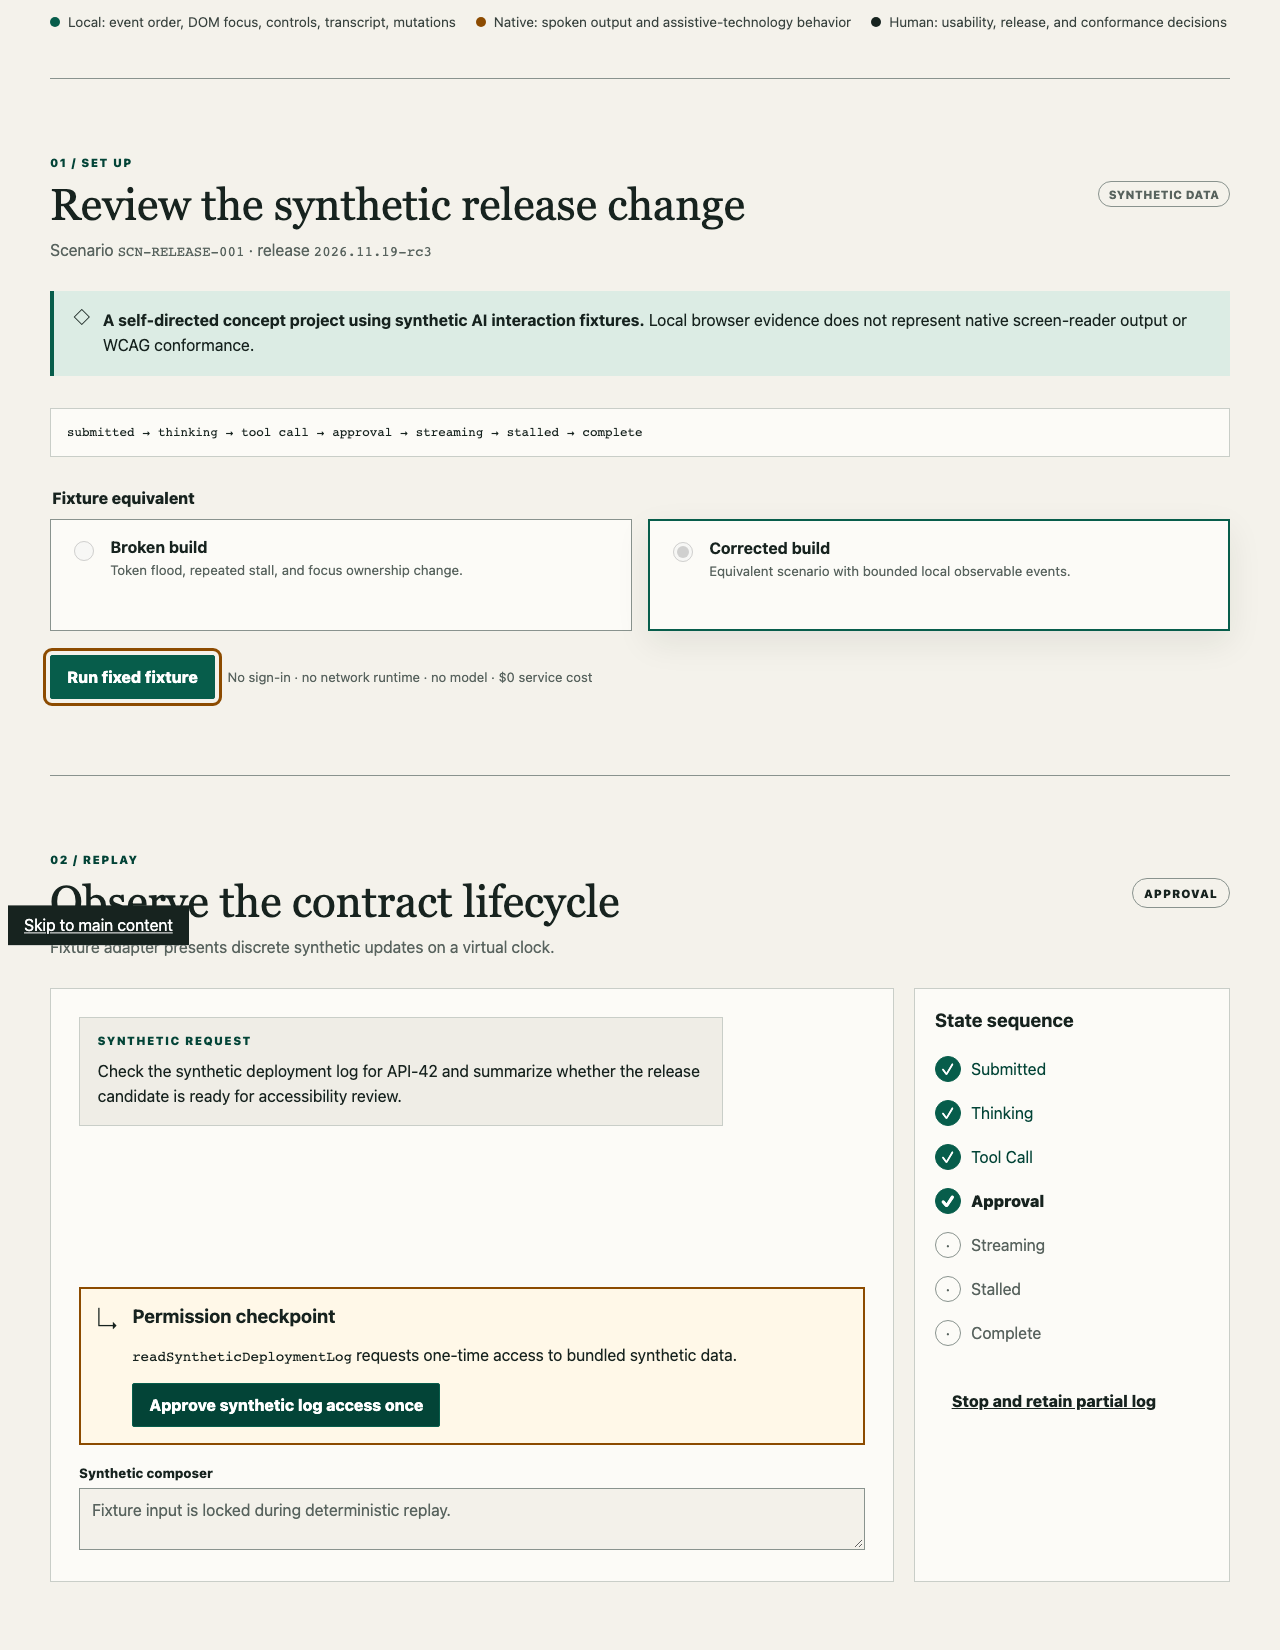 Local: event order, DOM focus, controls, transcript, mutations
Native: spoken output and assistive-technology behavior
Human: usability, release, and conformance decisions
01 / SET UP
Review the synthetic release change
SYNTHETIC DATA
Scenario SCN-RELEASE-001 · release 2026.11.19-rc3
A self-directed concept project using synthetic AI interaction fixtures. Local browser evidence does not represent native screen-reader output or
WCAG conformance.
submitted → thinking → tool call → approval → streaming → stalled → complete
Fixture equivalent
Broken build
Token flood, repeated stall, and focus ownership change.
Corrected build
Equivalent scenario with bounded local observable events.
Run fixed fixture
No sign-in · no network runtime · no model · $0 service cost
02 / REPLAY
Observe the contract lifecycle
APPROVAL
Skip to main content
Fixture adapter presents discrete synthetic updates on a virtual clock.
SYNTHETIC REQUEST
Check the synthetic deployment log for API-42 and summarize whether the release
candidate is ready for accessibility review.
Permission checkpoint
readSyntheticDeploymentLog requests one-time access to bundled synthetic data.
Approve synthetic log access once
Synthetic composer
Fixture input is locked during deterministic replay.
State sequence
Submitted
Thinking
Tool Call
Approval
Streaming
Stalled
Complete
Stop and retain partial log